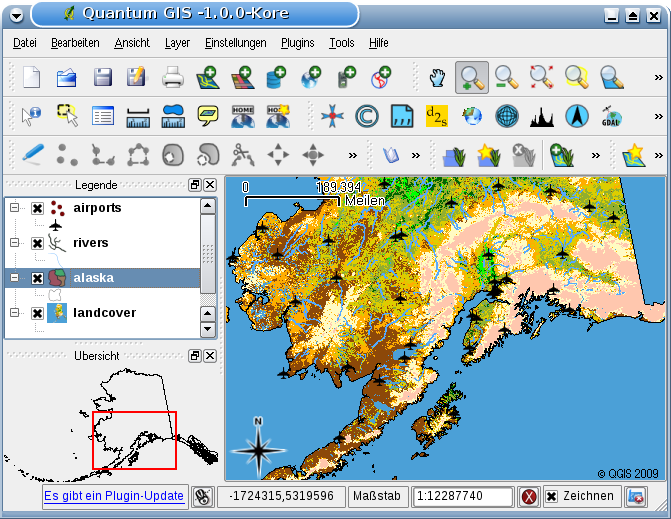 Quantum GIS -1.0.0-Kore
Datei Bearbeiten Ansicht Layer Einstellungen Plugins Tools Hilfe
HOME HOME d2s GDAL
Legende
airports
rivers
alaska
landcover
Übersicht
0 189.394
Meilen
N
© QGIS 2009
Es gibt ein Plugin-Update -1724315,5319596 Maßstab 1:12287740 Zeichnen